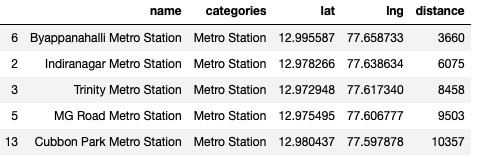 name categories lat lng distance
6 Byappanahalli Metro Station Metro Station 12.995587 77.658733 3660
2 Indiranagar Metro Station Metro Station 12.978266 77.638634 6075
3 Trinity Metro Station Metro Station 12.972948 77.617340 8458
5 MG Road Metro Station Metro Station 12.975495 77.606777 9503
13 Cubbon Park Metro Station Metro Station 12.980437 77.597878 10357